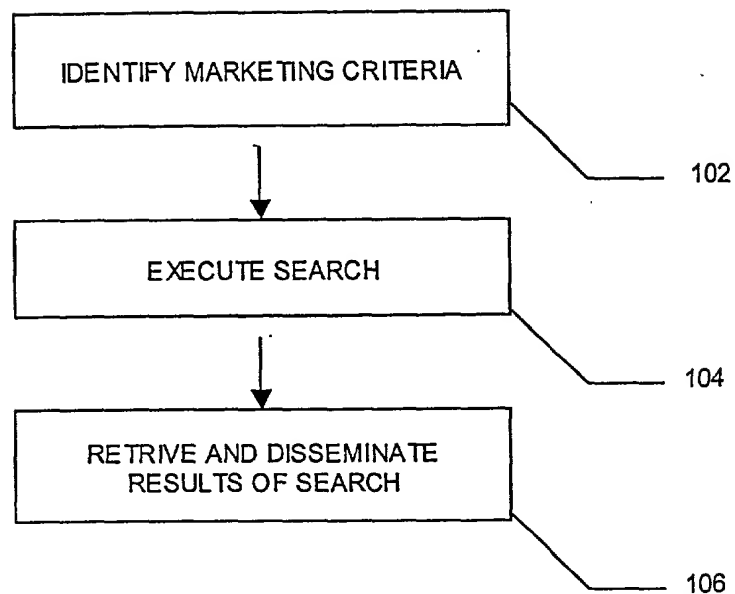 IDENTIFY MARKETING CRITERIA
102
EXECUTE SEARCH
104
RETRIVE AND DISSEMINATE
RESULTS OF SEARCH
106